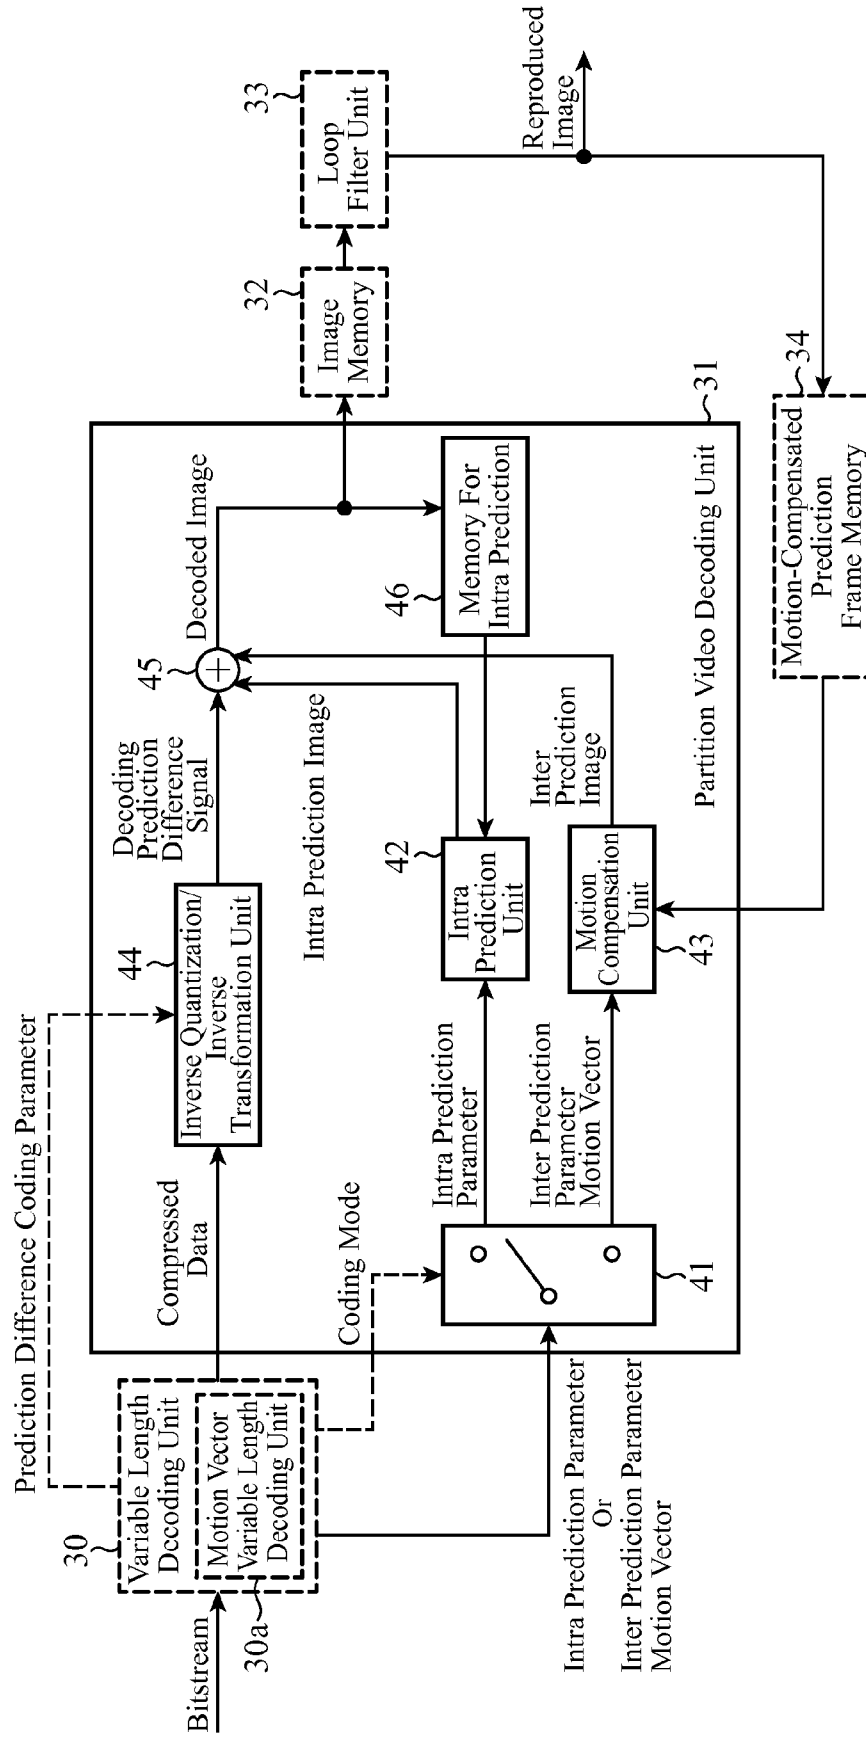 Prediction Difference Coding Parameter
30
Variable Length
Decoding Unit
Motion Vector
Variable Length
Decoding Unit
30a
Bitstream
Compressed
Data
44
Inverse Quantization/
Inverse
Transformation Unit
Decoding
Prediction
Difference
Signal
45
+
Decoded Image
32
Image
Memory
33
Loop
Filter Unit
Reproduced
Image
Coding Mode
Intra Prediction Image
46
Memory For
Intra Prediction
Intra Prediction
Parameter
42
Intra
Prediction
Unit
Inter Prediction
Parameter
Motion Vector
Motion
Compensation
Unit
43
Inter
Prediction
Image
41
Intra Prediction Parameter
Or
Inter Prediction Parameter
Motion Vector
Partition Video Decoding Unit
31
34
Motion-Compensated
Prediction
Frame Memory